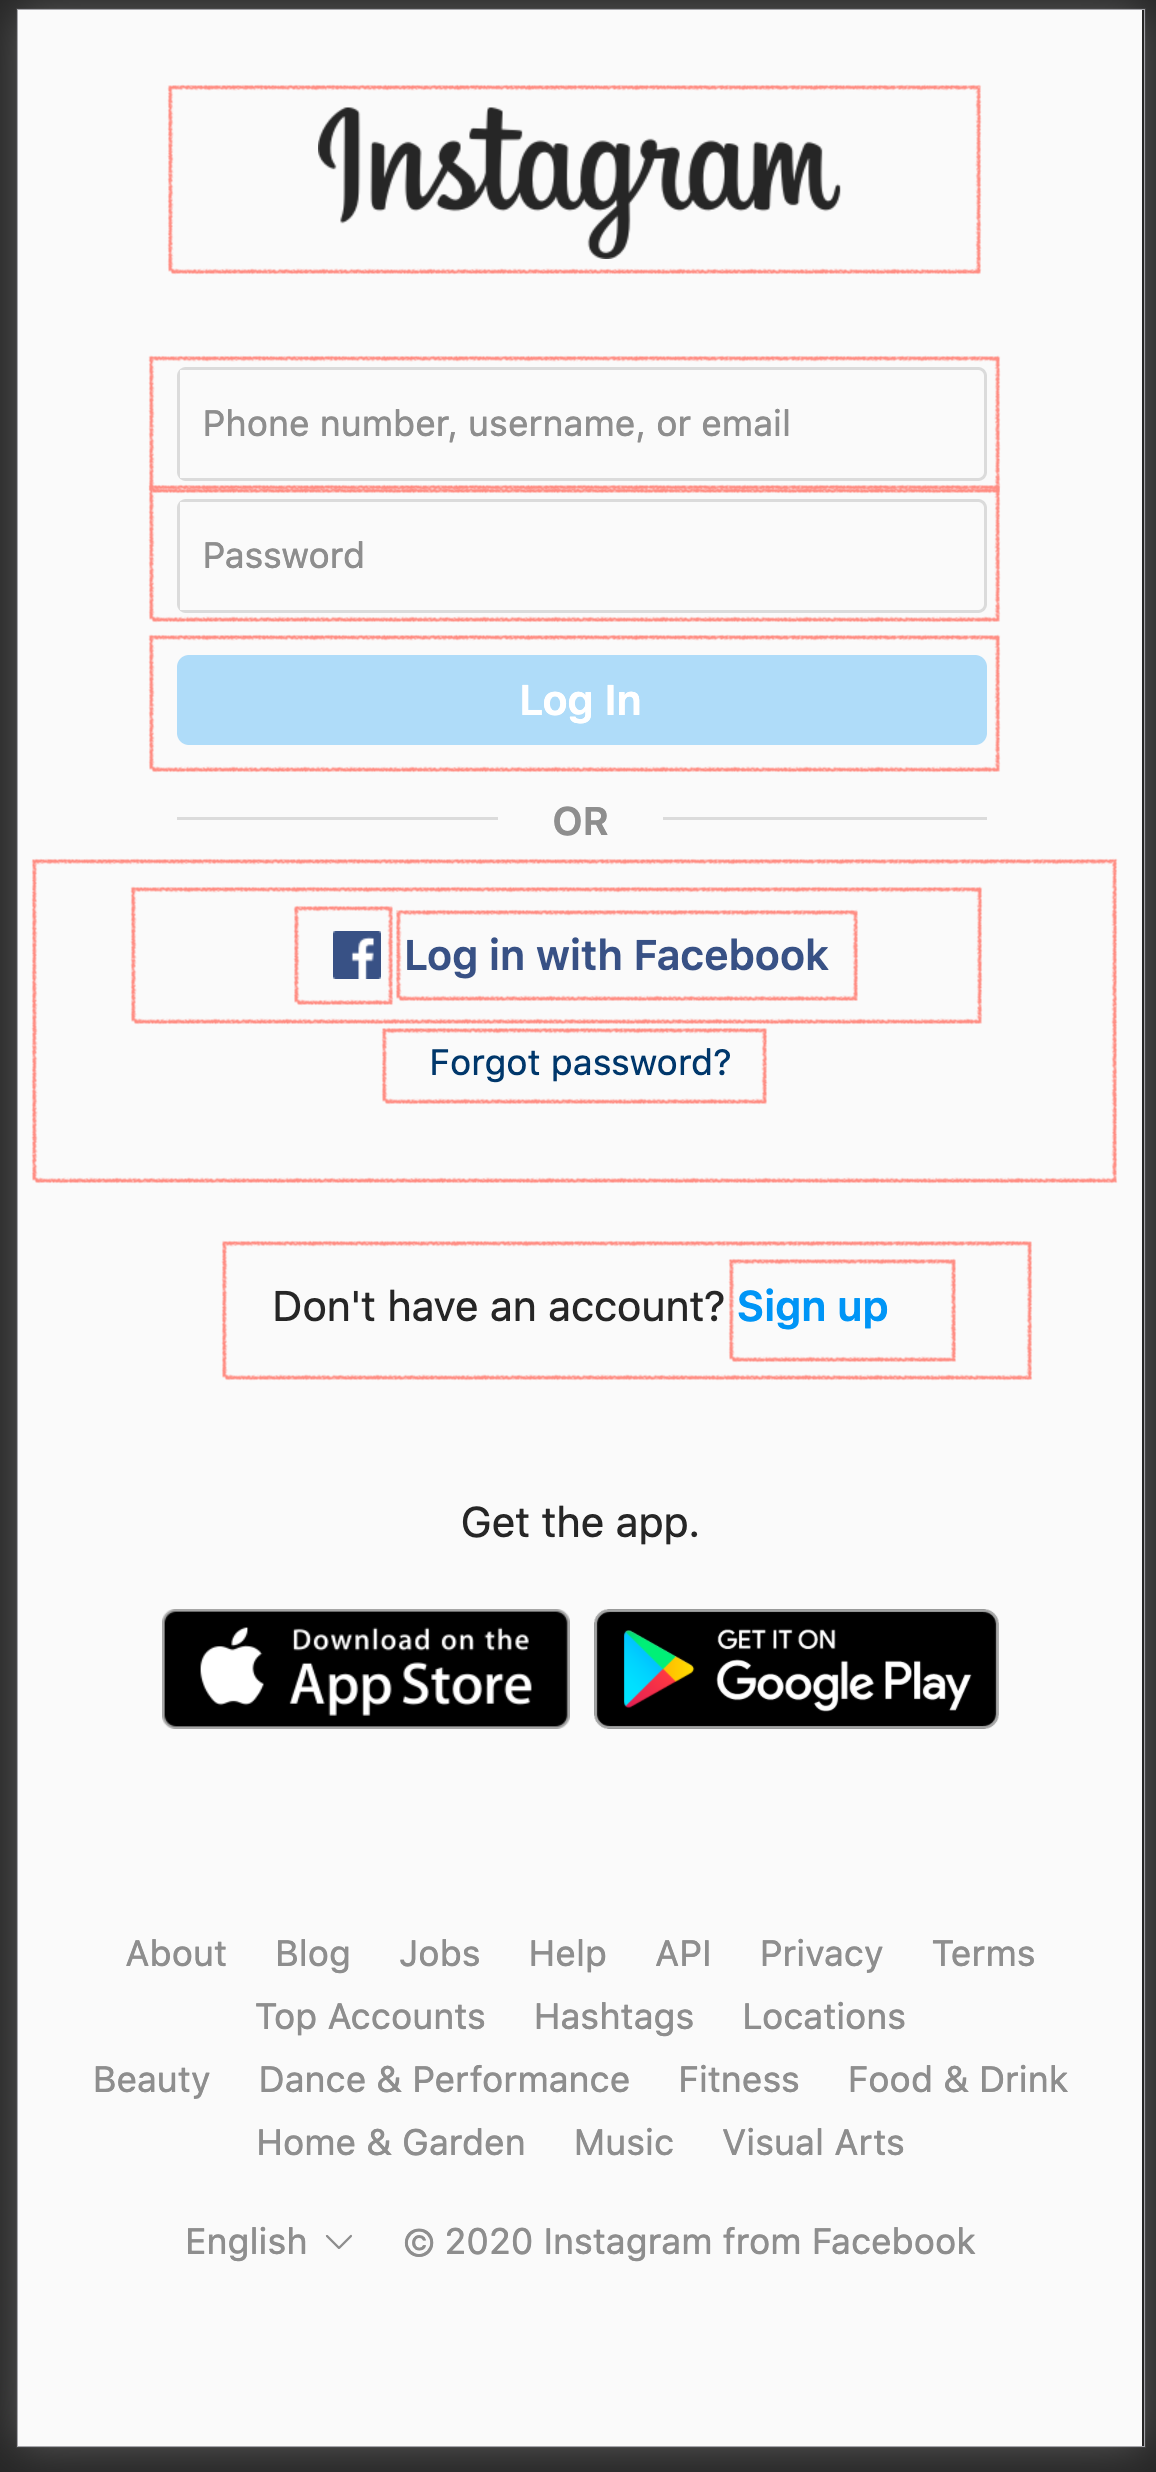 Instagram
Phone number, username, or email
Password
Log In
OR
Log in with Facebook
Forgot password?
Don't have an account? Sign up
Get the app.
Download on the
App Store
GET IT ON
Google Play
About Blog Jobs Help API Privacy Terms
Top Accounts Hashtags Locations
Beauty Dance & Performance Fitness Food & Drink
Home & Garden Music Visual Arts
English © 2020 Instagram from Facebook